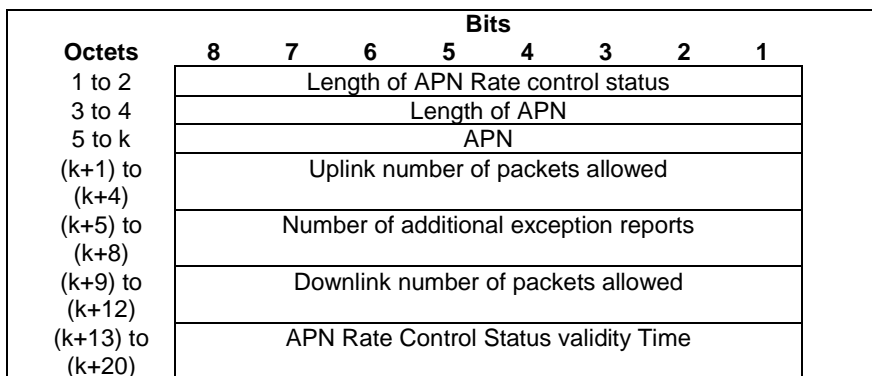 Bits
Octets 8 7 6 5 4 3 2 1
1 to 2 Length of APN Rate control status
3 to 4 Length of APN
5 to k APN
(k+1) to Uplink number of packets allowed
(k+4)
(k+5) to Number of additional exception reports
(k+8)
(k+9) to Downlink number of packets allowed
(k+12)
(k+13) to APN Rate Control Status validity Time
(k+20)